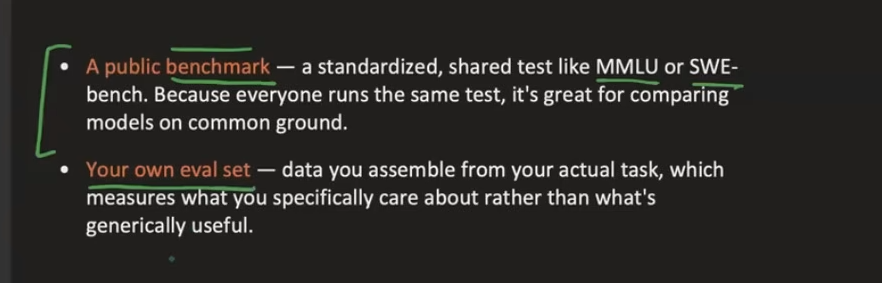 • A public benchmark — a standardized, shared test like MMLU or SWE-
bench. Because everyone runs the same test, it's great for comparing
models on common ground.
• Your own eval set — data you assemble from your actual task, which
measures what you specifically care about rather than what's
generically useful.